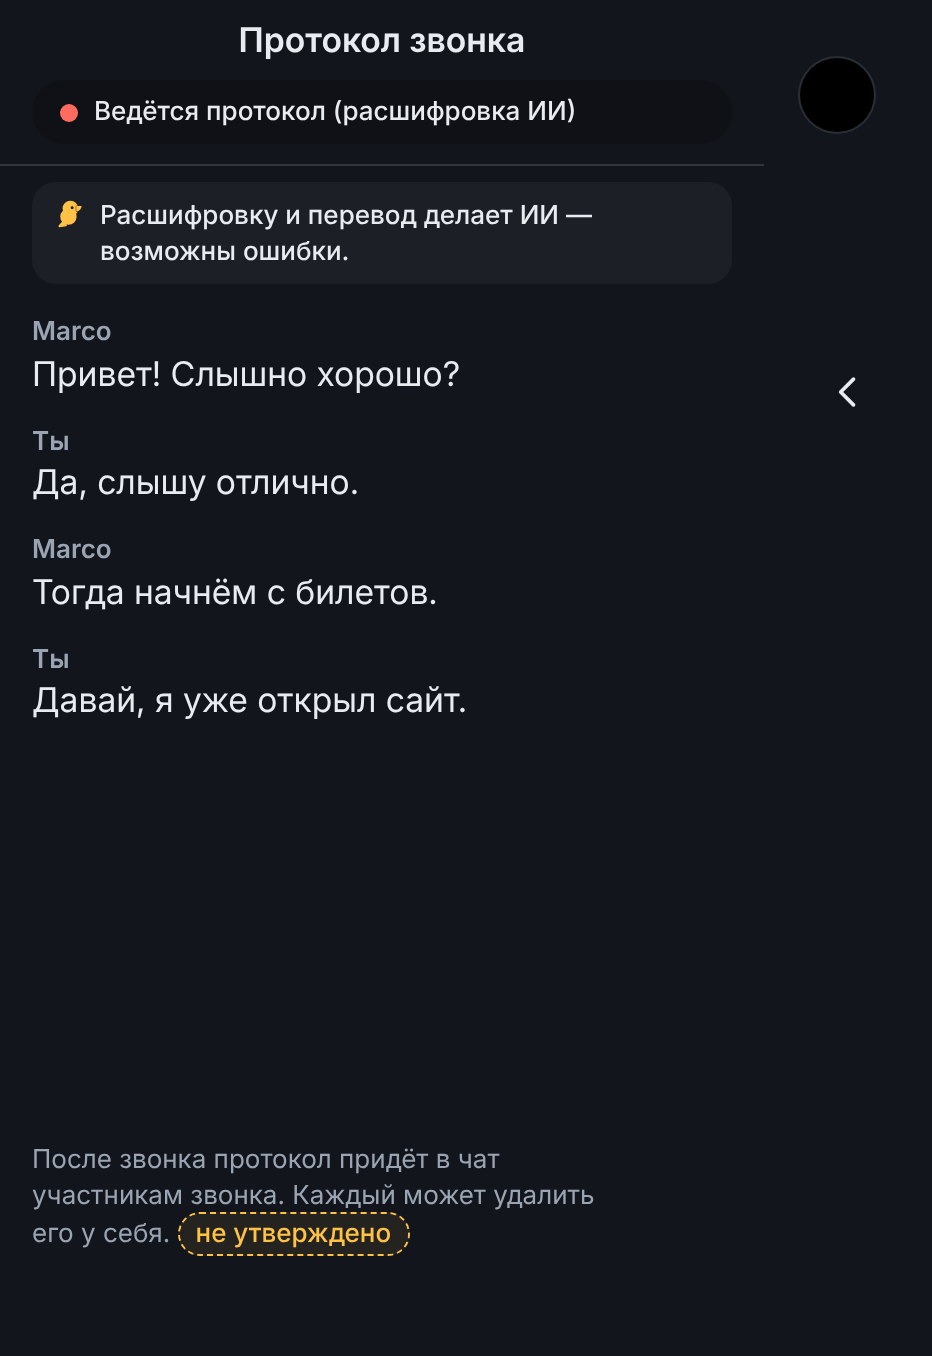 Протокол звонка
Ведётся протокол (расшифровка ИИ)
Расшифровку и перевод делает ИИ —
возможны ошибки.
Marco
Привет! Слышно хорошо?
Ты
Да, слышу отлично.
Marco
Тогда начнём с билетов.
Ты
Давай, я уже открыл сайт.
После звонка протокол придёт в чат
участникам звонка. Каждый может удалить
его у себя. не утверждено